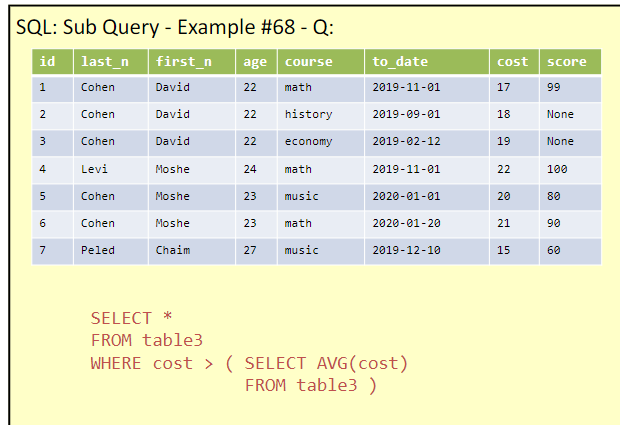 SQL: Sub Query - Example #68 - Q:
id last_n first_n age course to_date cost score
1 Cohen David 22 math 2019-11-01 17 99
2 Cohen David 22 history 2019-09-01 18 None
3 Cohen David 22 economy 2019-02-12 19 None
4 Levi Moshe 24 math 2019-11-01 22 100
5 Cohen Moshe 23 music 2020-01-01 20 80
6 Cohen Moshe 23 math 2020-01-20 21 90
7 Peled Chaim 27 music 2019-12-10 15 60
SELECT *
FROM table3
WHERE cost > ( SELECT AVG(cost)
FROM table3 )